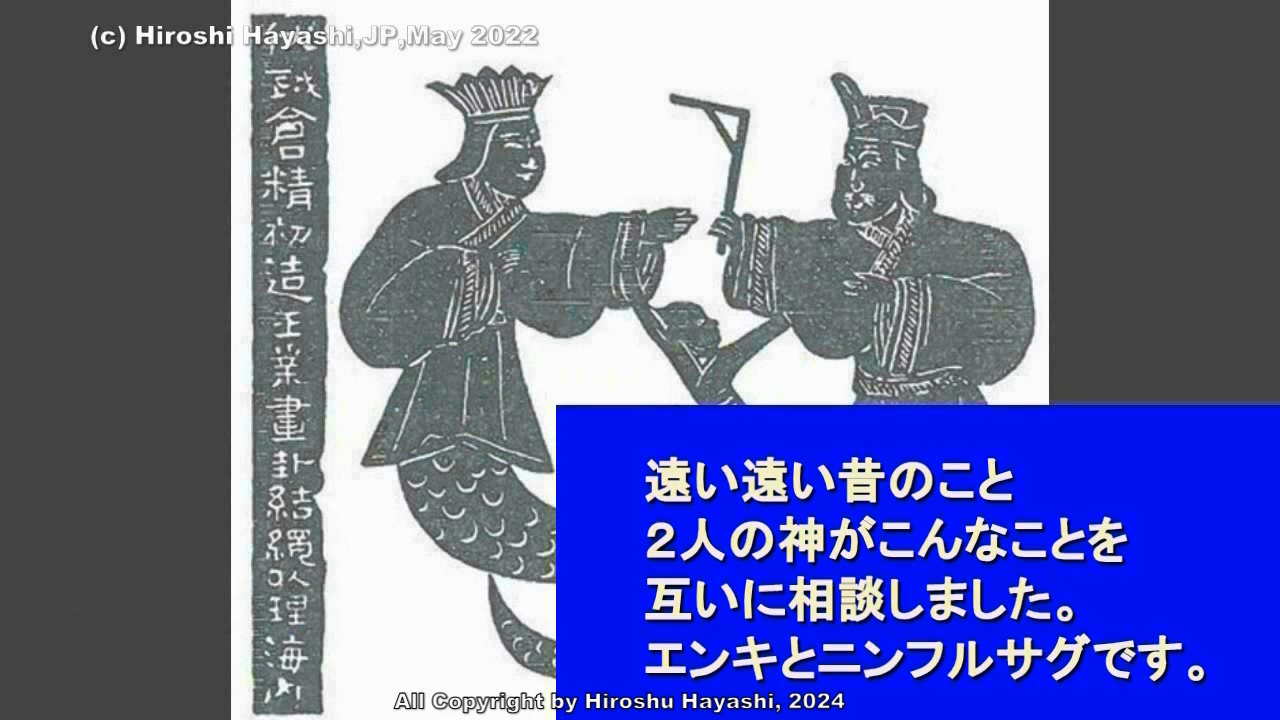 (c) Hiroshi Hayashi,JP,May 2022
倉精初造王業畫卦結繩以理海内
遠い遠い昔のこと
２人の神がこんなことを
互いに相談しました。
エンキとニンフルサグです。
All Copyright by Hiroshu Hayashi, 2024